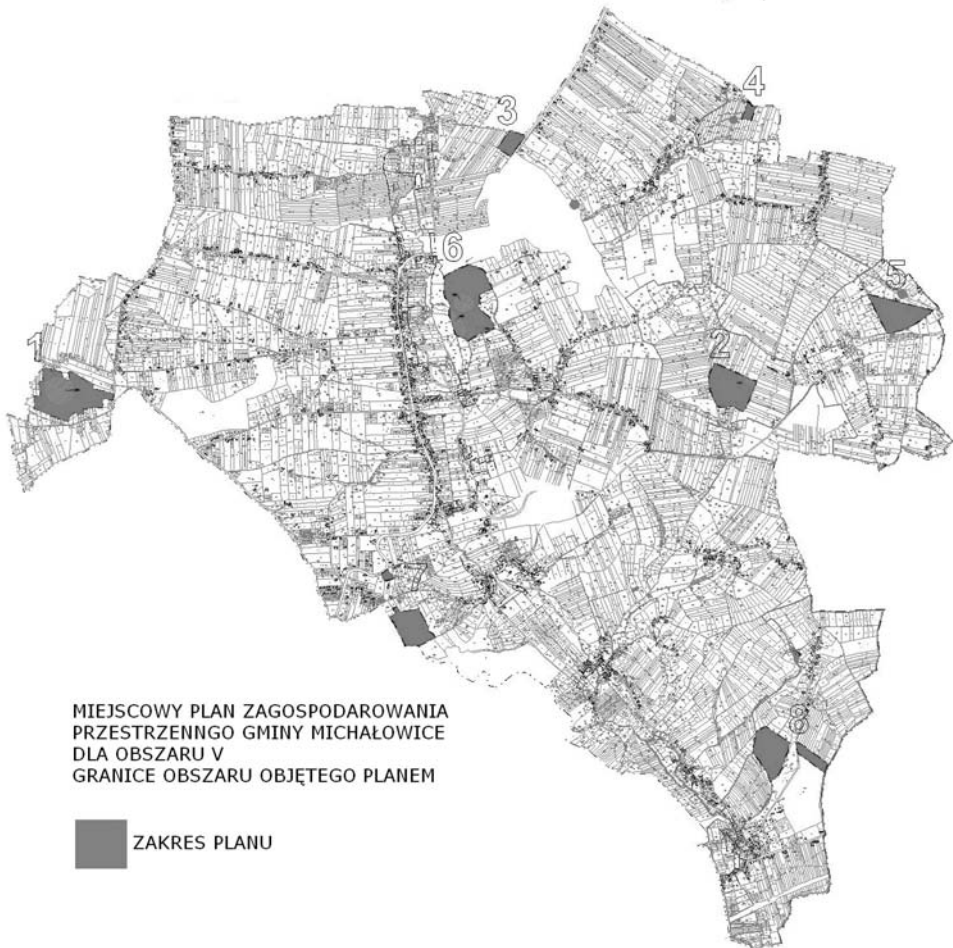 4
3
6
5
1
2
7
8
MIEJSCOWY PLAN ZAGOSPODAROWANIA
PRZESTRZENNGO GMINY MICHAŁOWICE
DLA OBSZARU V
GRANICE OBSZARU OBJĘTEGO PLANEM
ZAKRES PLANU